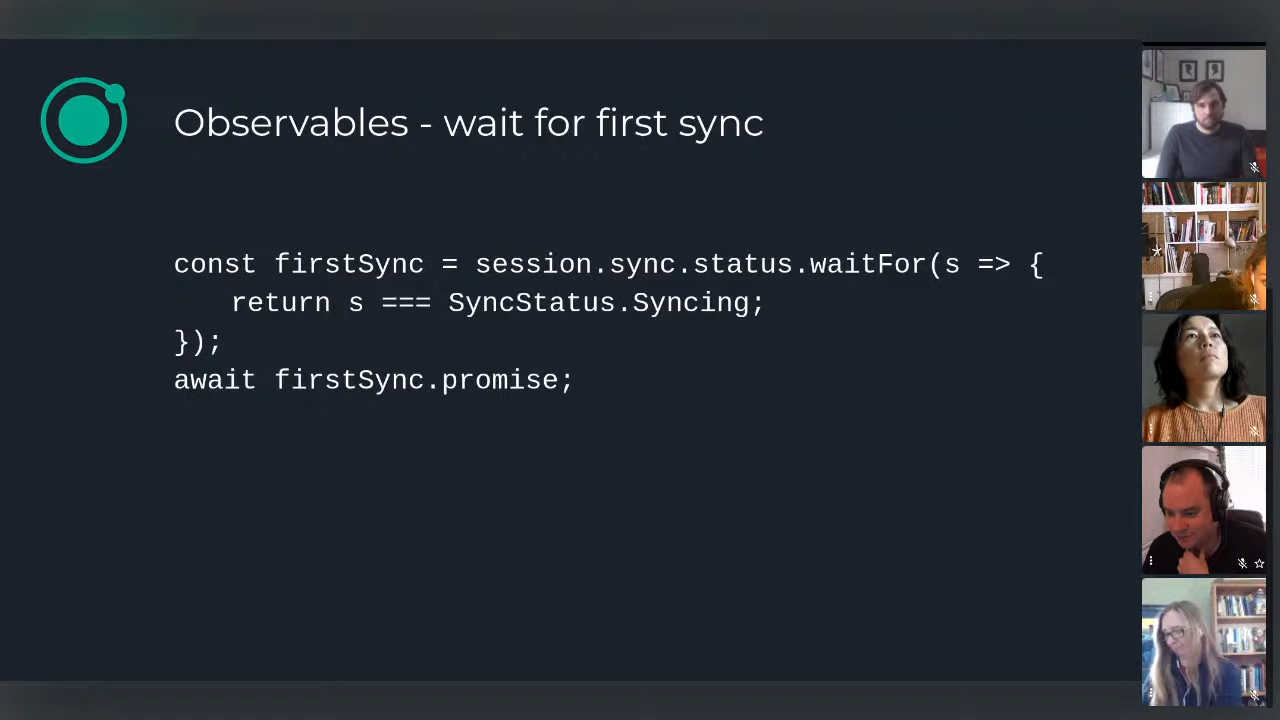 Observables - wait for first sync
const firstSync = session.sync.status.waitFor(s => {
return s === SyncStatus.Syncing;
});
await firstSync.promise;